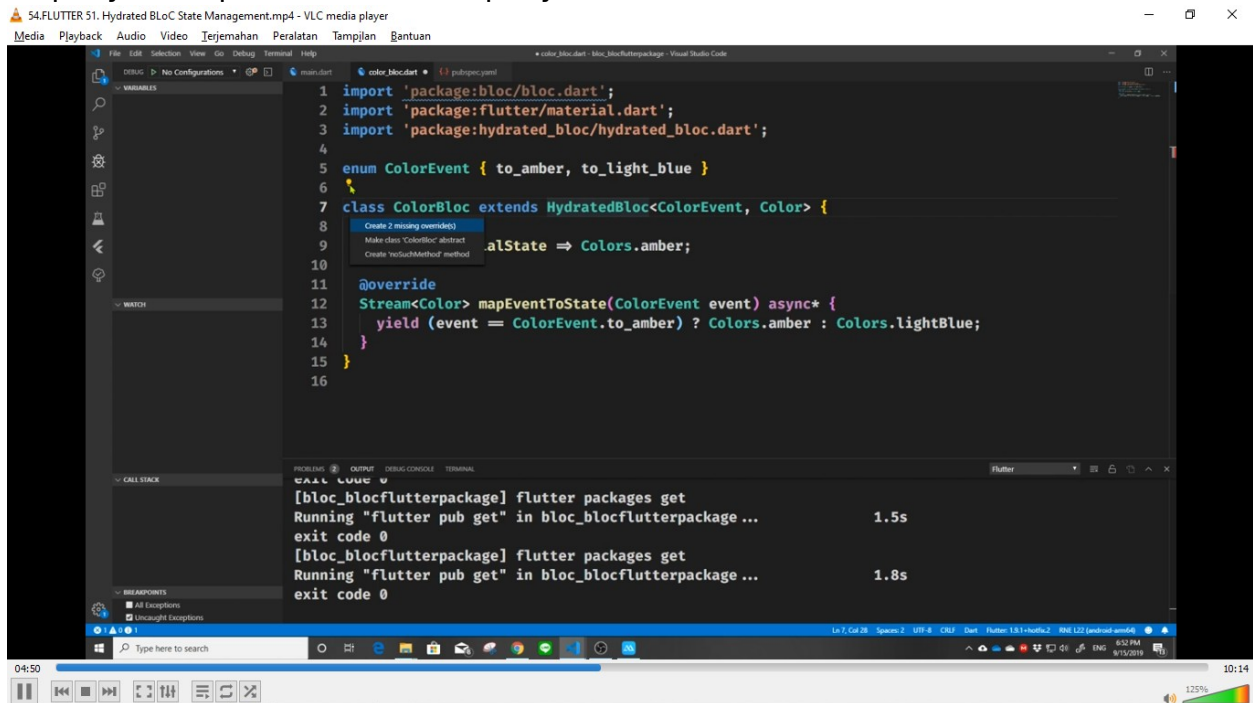 54.FLUTTER 51. Hydrated BLoC State Management.mp4 - VLC media player
Media Playback Audio Video Terjemahan Peralatan Tampilan Bantuan
File Edit Selection View Go Debug Terminal Help
• color_bloc.dart - bloc_blocflutterpackage - Visual Studio Code
DEBUG No Configurations
main.dart color_bloc.dart ● pubspec.yaml
VARIABLES
1 import 'package:bloc/bloc.dart';
2 import 'package:flutter/material.dart';
3 import 'package:hydrated_bloc/hydrated_bloc.dart';
4
5 enum ColorEvent { to_amber, to_light_blue }
6
7 class ColorBloc extends HydratedBloc<ColorEvent, Color> {
8
Create 2 missing override(s)
Make class 'ColorBloc' abstract
Create 'noSuchMethod' method
9 alState => Colors.amber;
10
11 @override
12 Stream<Color> mapEventToState(ColorEvent event) async* {
13 yield (event == ColorEvent.to_amber) ? Colors.amber : Colors.lightBlue;
14 }
15 }
16
WATCH
CALL STACK
BREAKPOINTS
All Exceptions
Uncaught Exceptions
PROBLEMS 2 OUTPUT DEBUG CONSOLE TERMINAL Flutter
exit code 0
[bloc_blocflutterpackage] flutter packages get
Running "flutter pub get" in bloc_blocflutterpackage... 1.5s
exit code 0
[bloc_blocflutterpackage] flutter packages get
Running "flutter pub get" in bloc_blocflutterpackage... 1.8s
exit code 0
1 0 1 Ln 7, Col 28 Spaces: 2 UTF-8 CRLF Dart Flutter: 1.9.1+hotfix.2 RNE L22 (android-arm64)
Type here to search ENG 6:52 PM
9/15/2019
04:50 10:14
125%